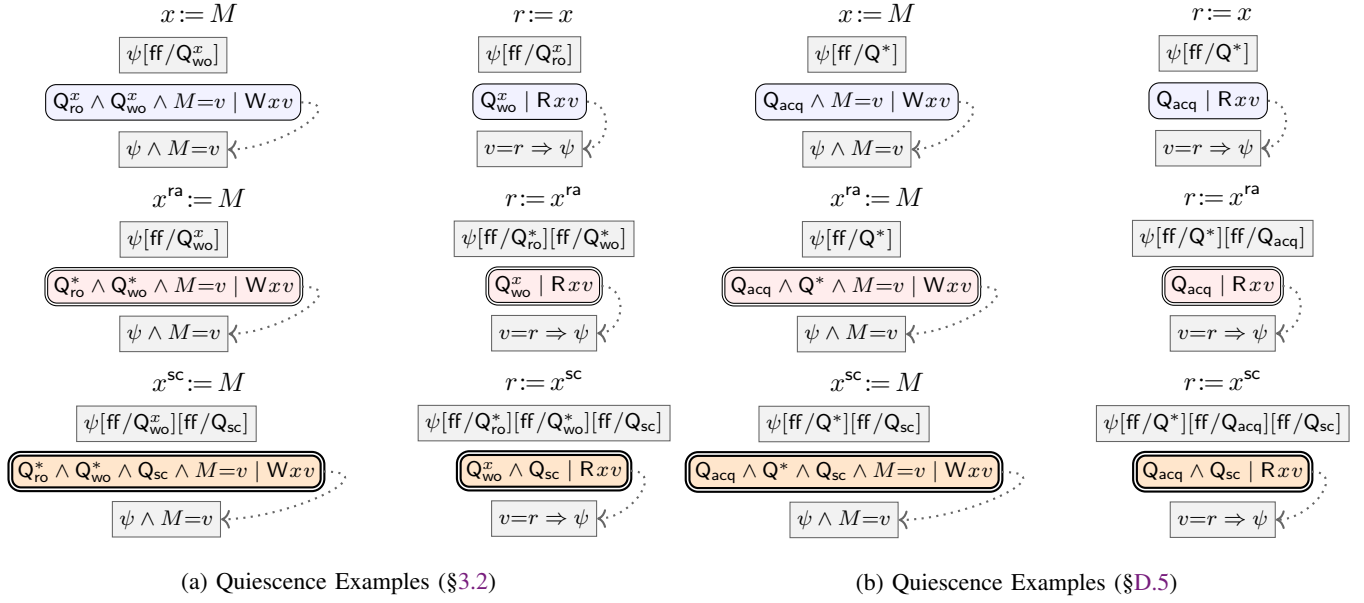 x := M
ψ[ff/Q^x_wo]
Q^x_ro ∧ Q^x_wo ∧ M=v | Wxv
ψ ∧ M=v
x^ra := M
ψ[ff/Q^x_wo]
Q^*_ro ∧ Q^*_wo ∧ M=v | Wxv
ψ ∧ M=v
x^sc := M
ψ[ff/Q^x_wo][ff/Q_sc]
Q^*_ro ∧ Q^*_wo ∧ Q_sc ∧ M=v | Wxv
ψ ∧ M=v
r := x
ψ[ff/Q^x_ro]
Q^x_wo | Rxv
v=r ⇒ ψ
r := x^ra
ψ[ff/Q^*_ro][ff/Q^*_wo]
Q^x_wo | Rxv
v=r ⇒ ψ
r := x^sc
ψ[ff/Q^*_ro][ff/Q^*_wo][ff/Q_sc]
Q^x_wo ∧ Q_sc | Rxv
v=r ⇒ ψ
(a) Quiescence Examples (§3.2)
x := M
ψ[ff/Q^*]
Q_acq ∧ M=v | Wxv
ψ ∧ M=v
x^ra := M
ψ[ff/Q^*]
Q_acq ∧ Q^* ∧ M=v | Wxv
ψ ∧ M=v
x^sc := M
ψ[ff/Q^*][ff/Q_sc]
Q_acq ∧ Q^* ∧ Q_sc ∧ M=v | Wxv
ψ ∧ M=v
r := x
ψ[ff/Q^*]
Q_acq | Rxv
v=r ⇒ ψ
r := x^ra
ψ[ff/Q^*][ff/Q_acq]
Q_acq | Rxv
v=r ⇒ ψ
r := x^sc
ψ[ff/Q^*][ff/Q_acq][ff/Q_sc]
Q_acq ∧ Q_sc | Rxv
v=r ⇒ ψ
(b) Quiescence Examples (§D.5)